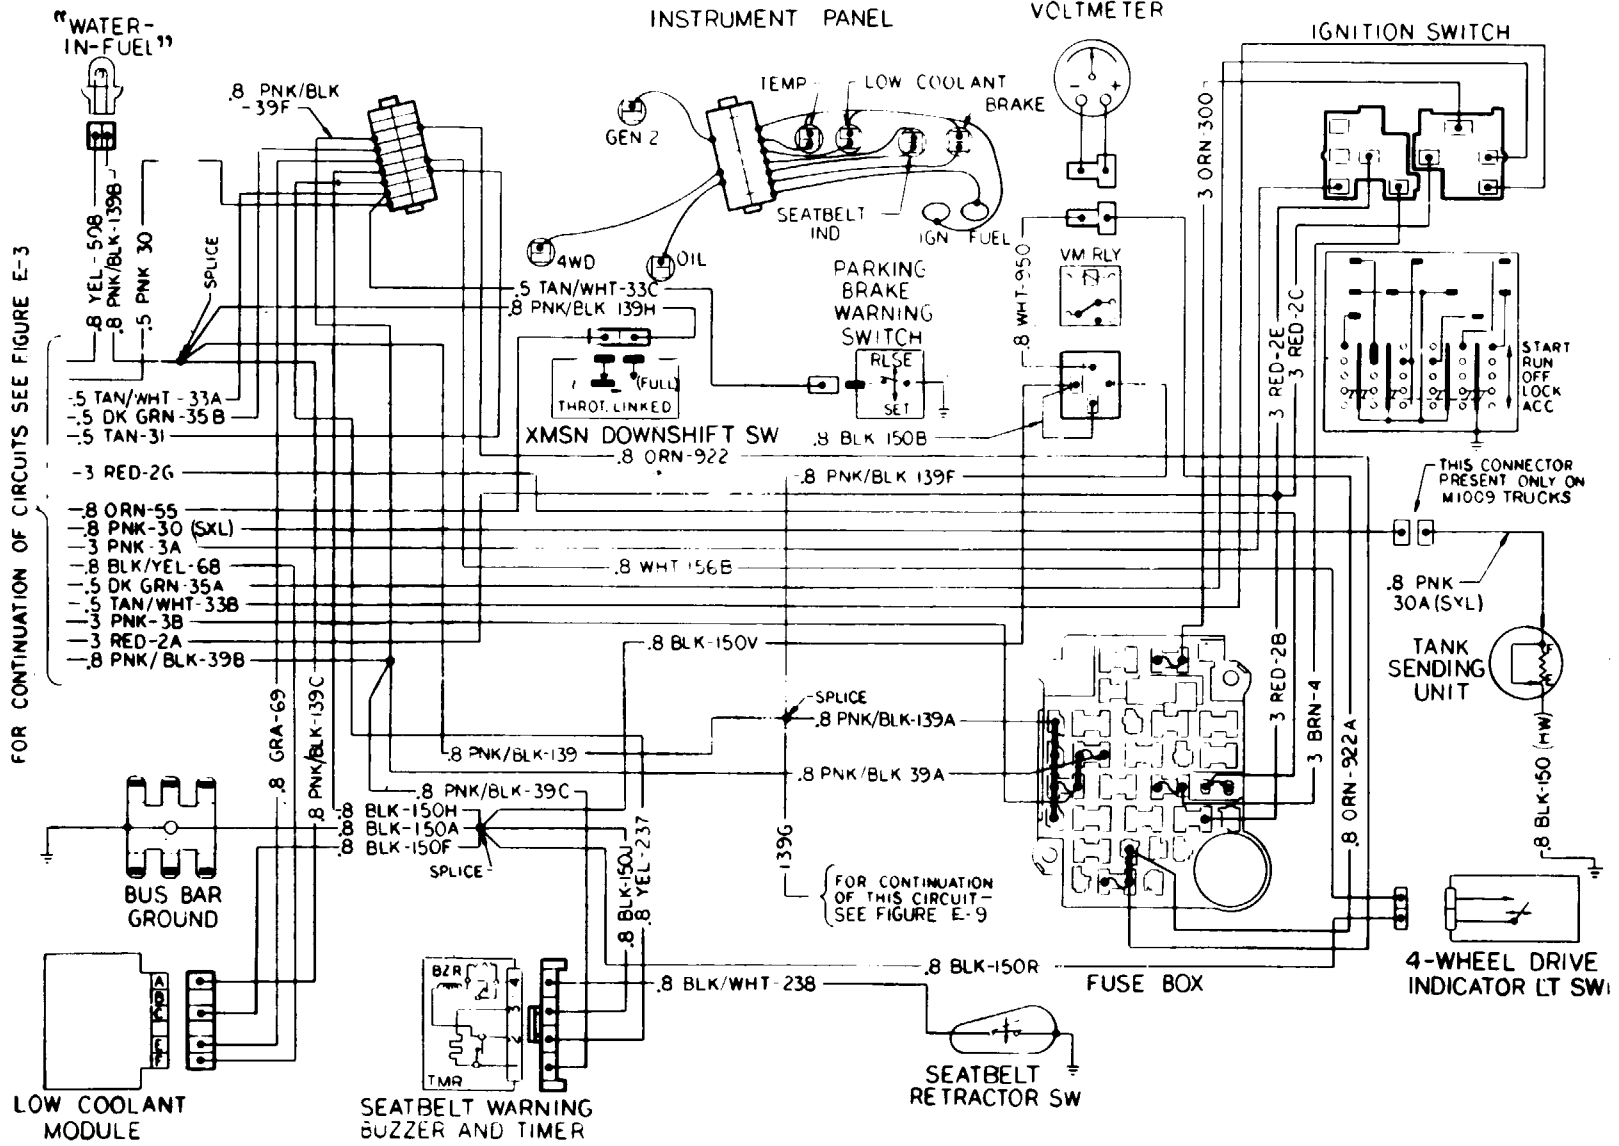 "WATER-
IN-FUEL"
INSTRUMENT PANEL
VOLTMETER
IGNITION SWITCH
.8 PNK/BLK
-39F
GEN 2
TEMP
LOW COOLANT
BRAKE
SEATBELT
IND
IGN FUEL
4WD
OIL
− +
3 ORN 300
.8 YEL-508
.8 PNK/BLK-139B
.5 PNK 30
SPLICE
FOR CONTINUATION OF CIRCUITS SEE FIGURE E-3
.5 TAN/WHT-33C
.8 PNK/BLK 139H
PARKING
BRAKE
WARNING
SWITCH
RLSE
SET
.8 WHT-950
VM RLY
3 RED-2E
3 RED-2C
START
RUN
OFF
LOCK
ACC
(FULL)
THROT. LINKED
XMSN DOWNSHIFT SW
.8 BLK 150B
.8 ORN-922
.8 PNK/BLK 139F
THIS CONNECTOR
PRESENT ONLY ON
M1009 TRUCKS
.5 TAN/WHT-33A
.5 DK GRN-35B
.5 TAN-31
3 RED-2G
.8 ORN-55
.8 PNK-30 (SXL)
3 PNK-3A
.8 BLK/YEL-68
.5 DK GRN-35A
.5 TAN/WHT-33B
3 PNK-3B
3 RED-2A
.8 PNK/BLK-39B
.8 WHT 156B
.8 PNK
30A (SXL)
.8 BLK-150V
TANK
SENDING
UNIT
F
E
SPLICE
.8 PNK/BLK-139A
.8 GRA-69
.8 PNK/BLK-139C
.8 PNK/BLK-139
.8 PNK/BLK 39A
3 RED-2B
3 BRN-4
.8 ORN-922A
.8 BLK-150 (HW)
.8 PNK/BLK-39C
.8 BLK-150H
.8 BLK-150A
.8 BLK-150F
SPLICE
.8 BLK-150J
.8 YEL-237
139G
FOR CONTINUATION
OF THIS CIRCUIT-
SEE FIGURE E-9
BUS BAR
GROUND
A
B
C
E
F
LOW COOLANT
MODULE
BZR
TMR
4
3
2
SEATBELT WARNING
BUZZER AND TIMER
.8 BLK/WHT-238
.8 BLK-150R
FUSE BOX
SEATBELT
RETRACTOR SW
4-WHEEL DRIVE
INDICATOR LT SW